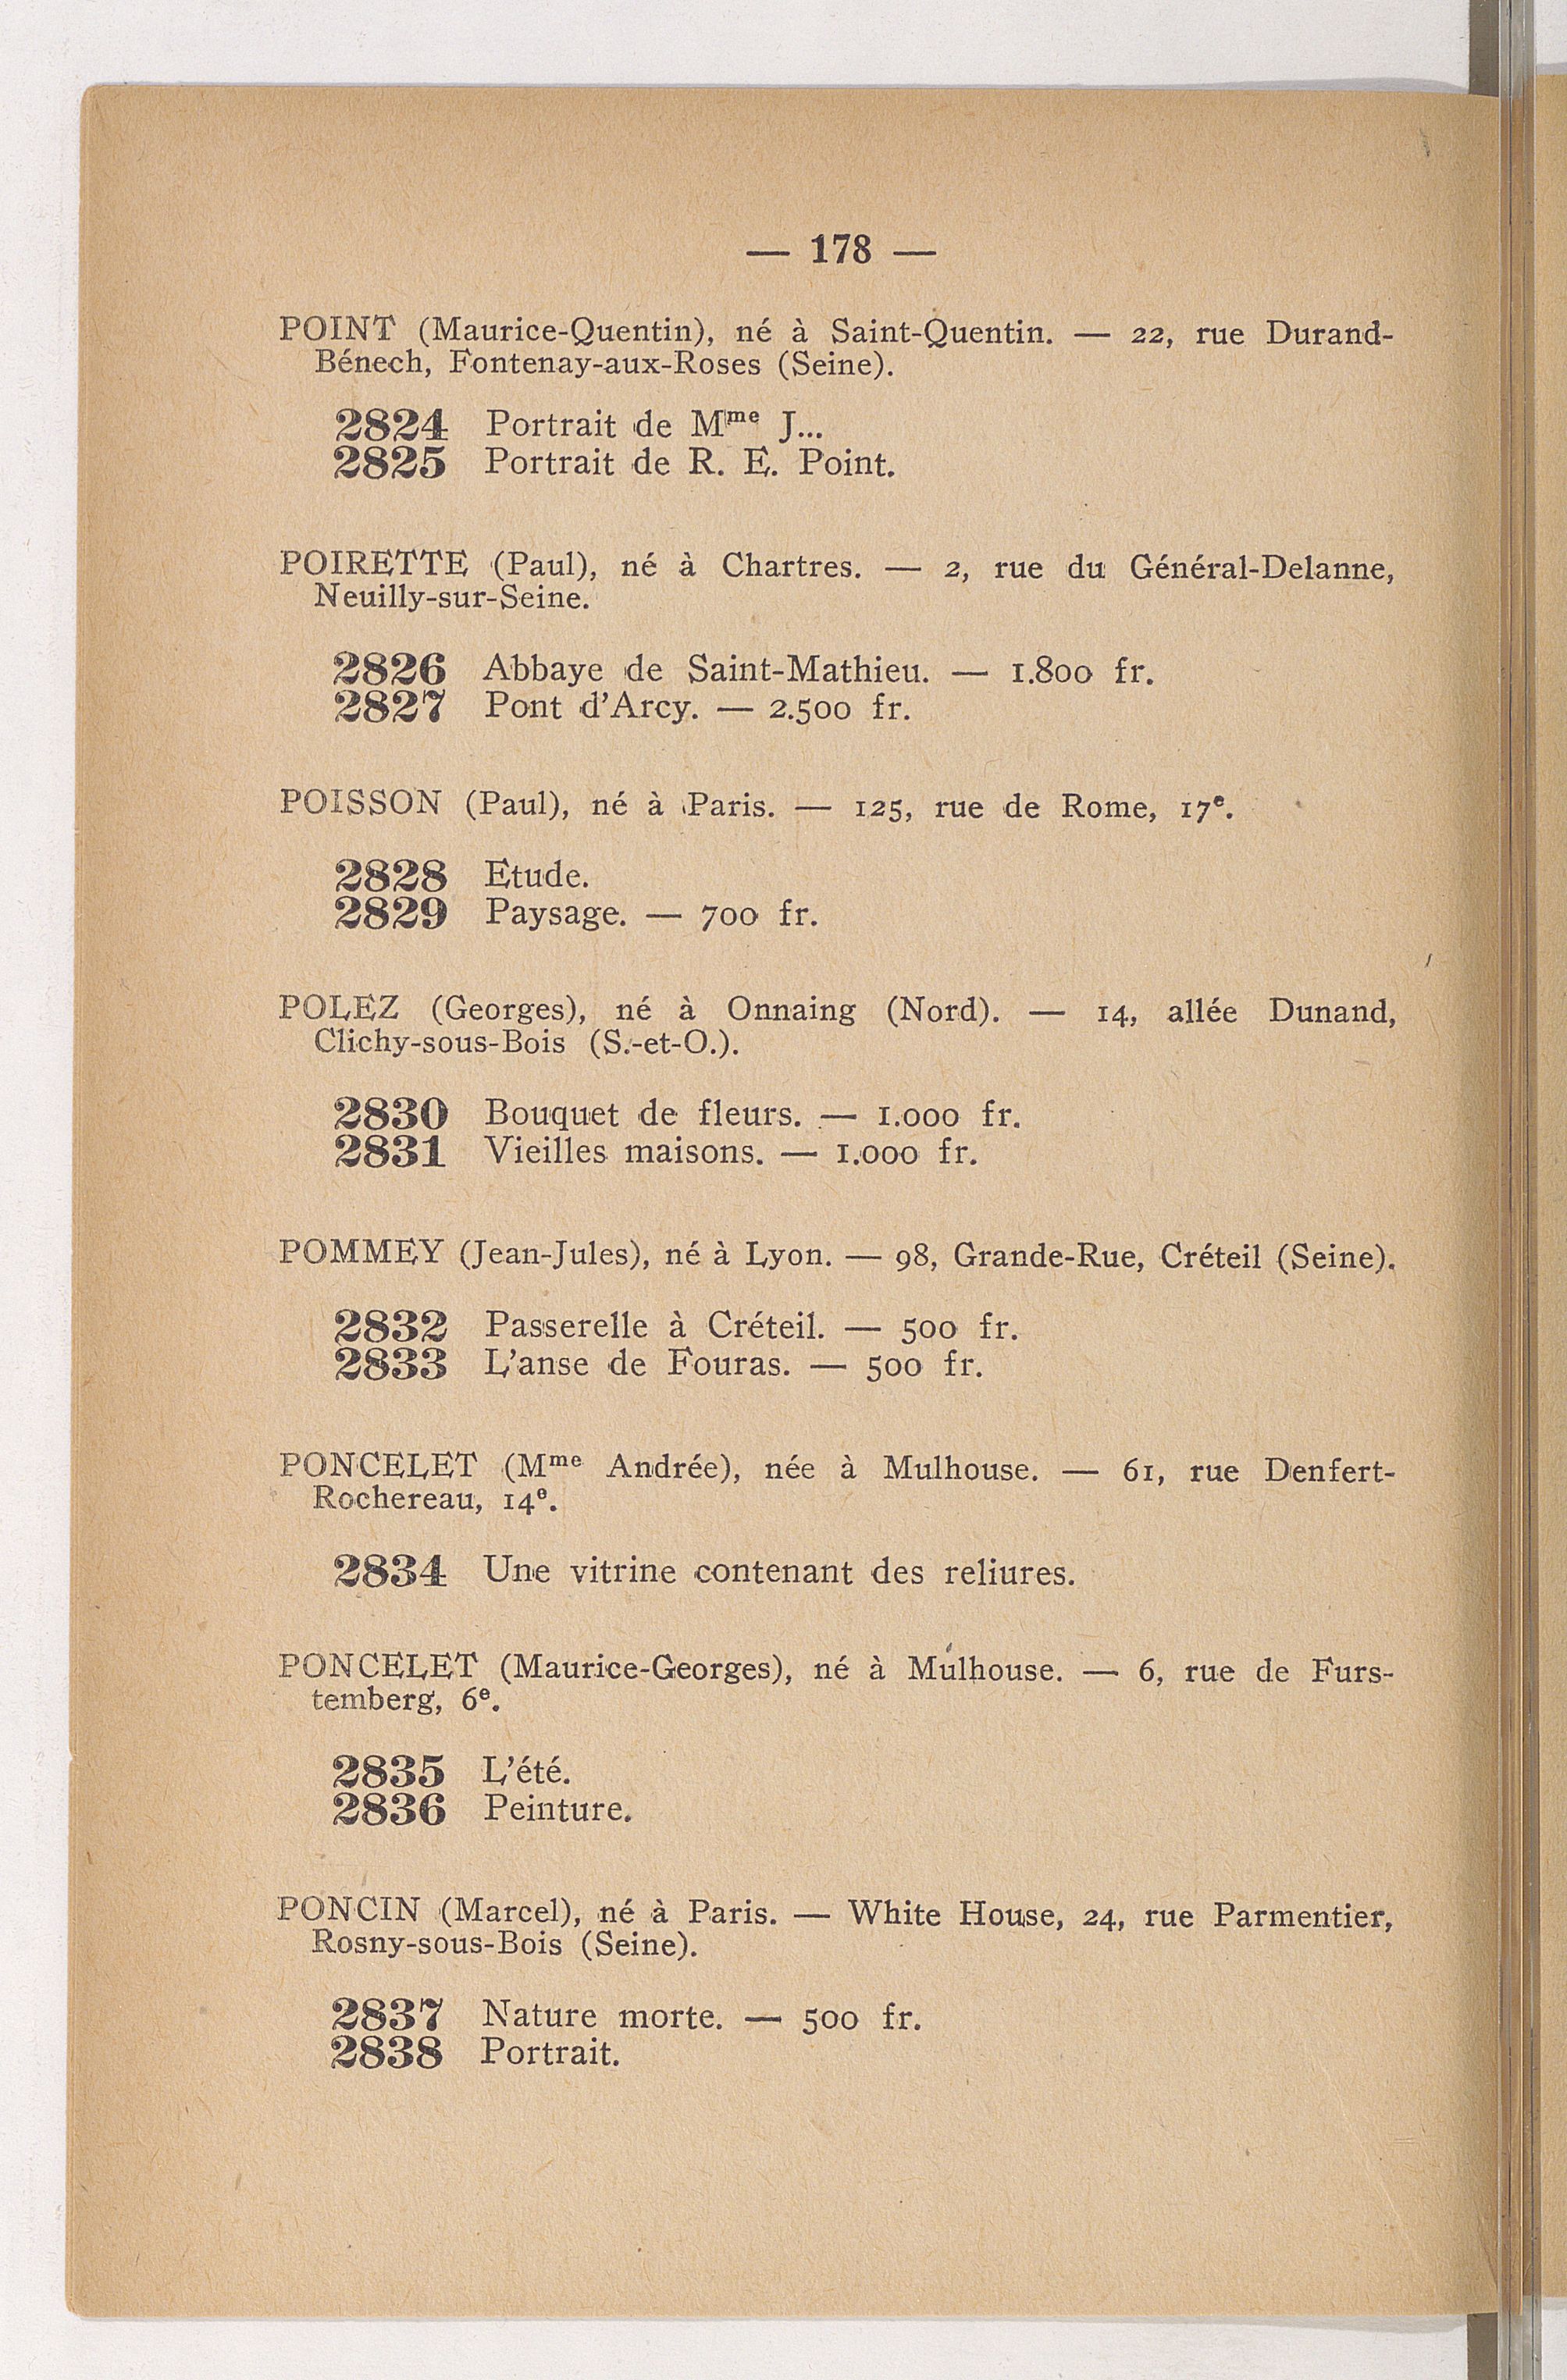 — 178 —
POINT (Maurice-Quentin), né à Saint-Quentin. — 22, rue Durand-
Bénech, Fontenay-aux-Roses (Seine).
2824 Portrait de Mme J...
2825 Portrait de R. E. Point.
POIRETTE (Paul), né à Chartres. — 2, rue du Général-Delanne,
Neuilly-sur-Seine.
2826 Abbaye de Saint-Mathieu. — 1.800 fr.
2827 Pont d'Arcy. — 2.500 fr.
POISSON (Paul), né à Paris. — 125, rue de Rome, 17e.
2828 Etude.
2829 Paysage. — 700 fr.
POLEZ (Georges), né à Onnaing (Nord). — 14, allée Dunand,
Clichy-sous-Bois (S.-et-O.).
2830 Bouquet de fleurs. — 1.000 fr.
2831 Vieilles maisons. — 1.000 fr.
POMMEY (Jean-Jules), né à Lyon. — 98, Grande-Rue, Créteil (Seine).
2832 Passerelle à Créteil. — 500 fr.
2833 L'anse de Fouras. — 500 fr.
PONCELET (Mme Andrée), née à Mulhouse. — 61, rue Denfert-
Rochereau, 14e.
2834 Une vitrine contenant des reliures.
PONCELET (Maurice-Georges), né à Mulhouse. — 6, rue de Furs-
temberg, 6e.
2835 L'été.
2836 Peinture.
PONCIN (Marcel), né à Paris. — White House, 24, rue Parmentier,
Rosny-sous-Bois (Seine).
2837 Nature morte. — 500 fr.
2838 Portrait.